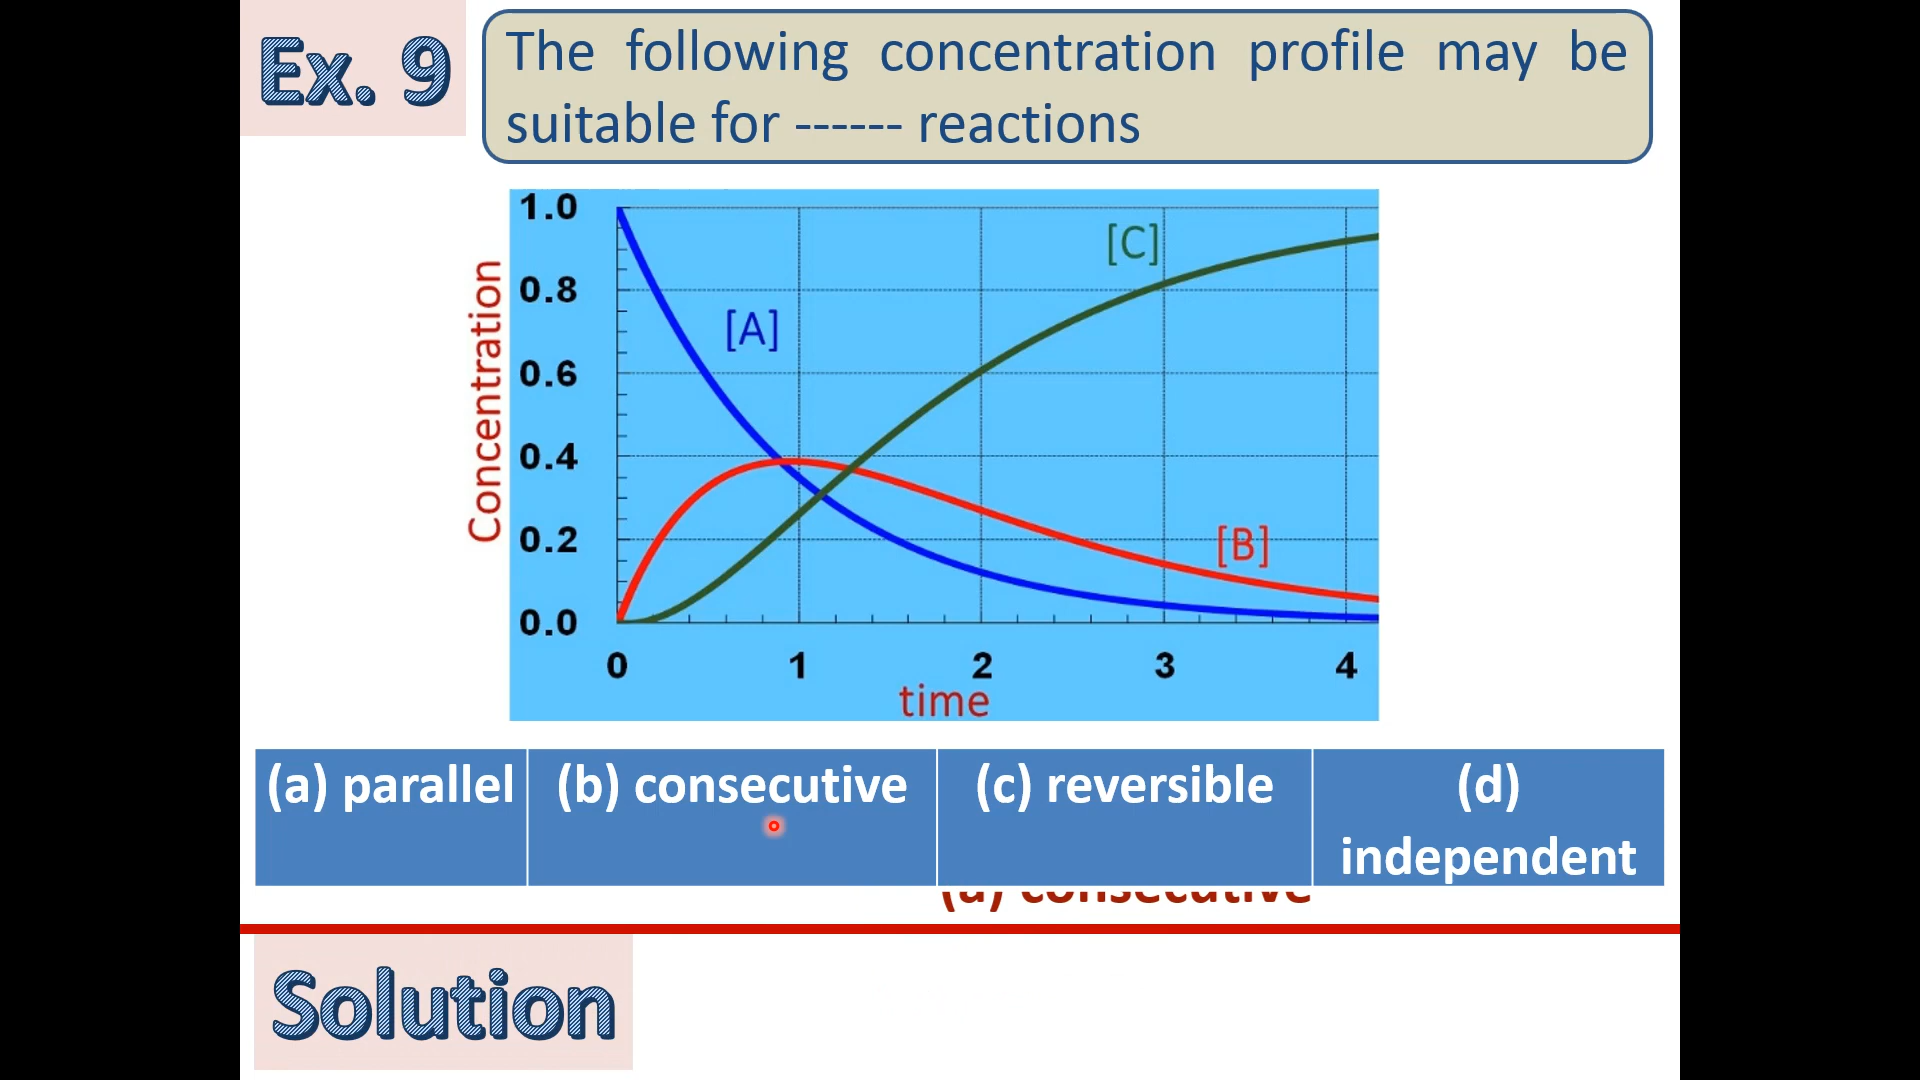 Ex. 9
The following concentration profile may be
suitable for ------ reactions
1.0
0.8
0.6
0.4
0.2
0.0
Concentration
[A]
[C]
[B]
0 1 2 3 4
time
(a) parallel
(b) consecutive
(c) reversible
(d)
independent
(a) consecutive
Solution